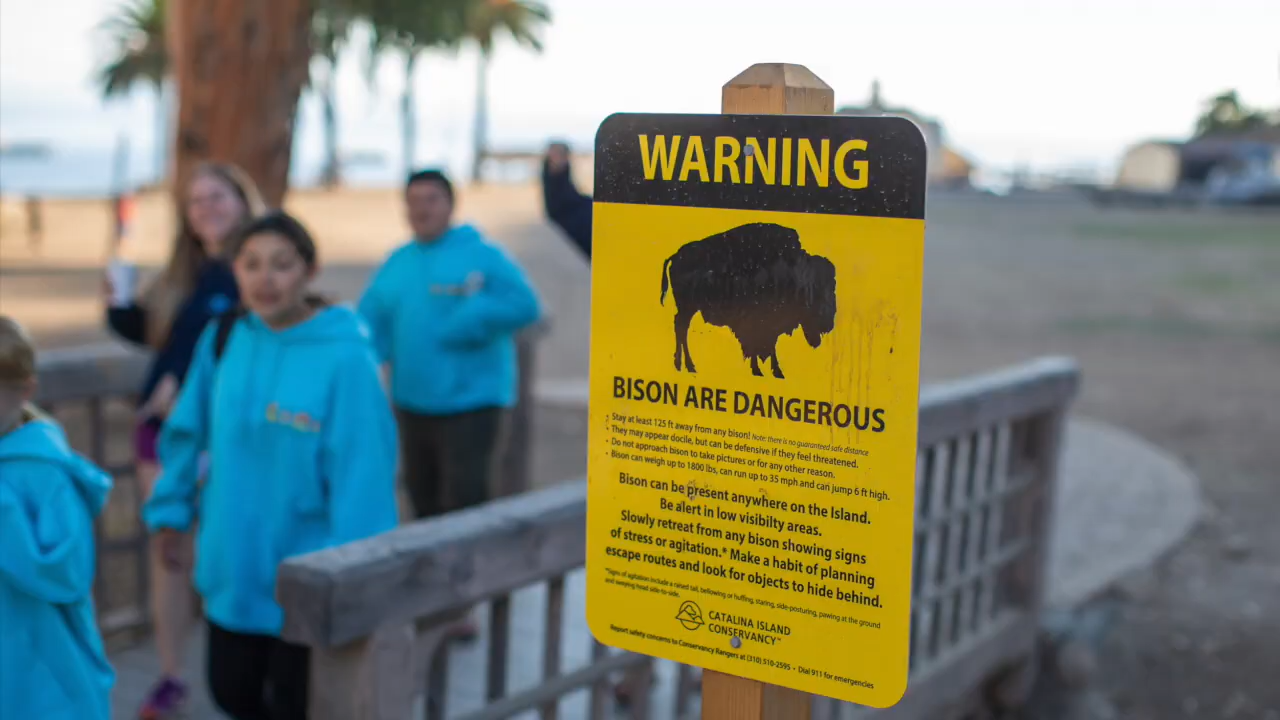 WARNING
BISON ARE DANGEROUS
• Stay at least 125 ft away from any bison! Note: there is no guaranteed safe distance
• They may appear docile, but can be defensive if they feel threatened.
• Do not approach bison to take pictures or for any other reason.
• Bison can weigh up to 1800 lbs, can run up to 35 mph and can jump 6 ft high.
Bison can be present anywhere on the Island.
Be alert in low visibilty areas.
Slowly retreat from any bison showing signs
of stress or agitation.* Make a habit of planning
escape routes and look for objects to hide behind.
*Signs of agitation include a raised tail, bellowing or huffing, staring, side-posturing, pawing at the ground
and sweeping head side-to-side.
CATALINA ISLAND
CONSERVANCY™
Report safety concerns to Conservancy Rangers at (310) 510-2595 • Dial 911 for emergencies